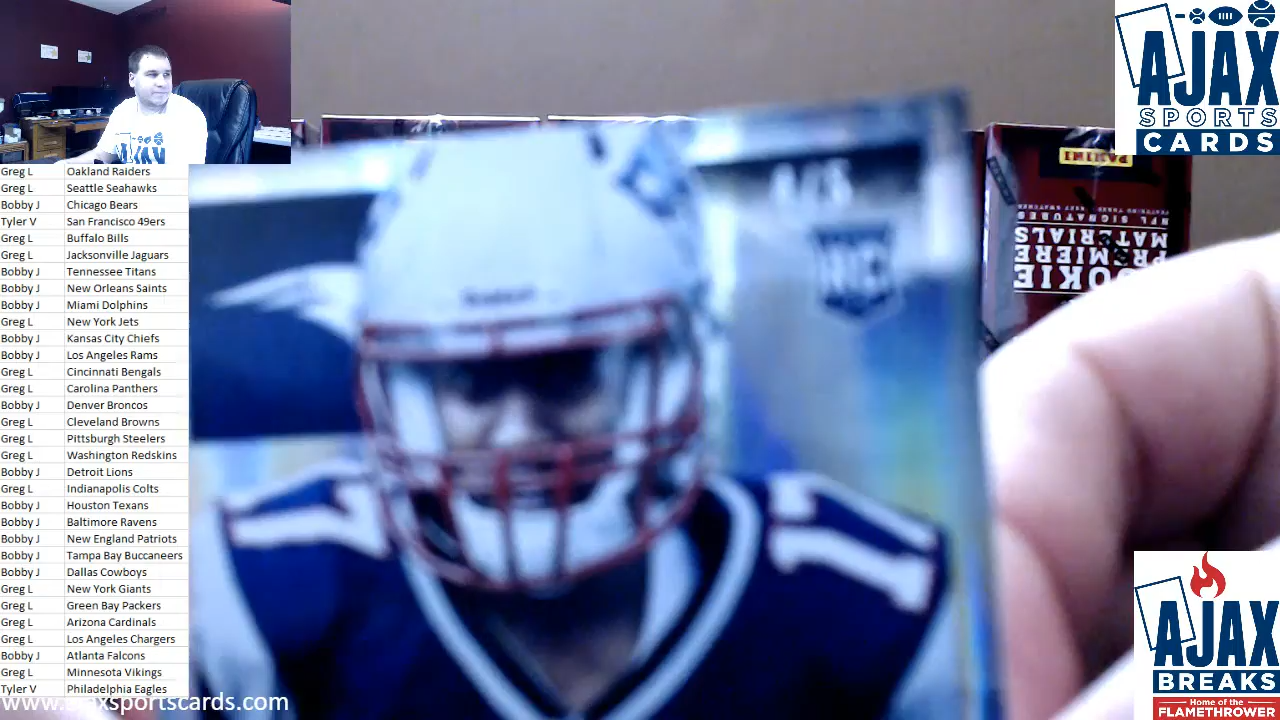 AJAX
SPORTS
CARDS
Greg L Oakland Raiders
Greg L Seattle Seahawks
Bobby J Chicago Bears
Tyler V San Francisco 49ers
Greg L Buffalo Bills
Greg L Jacksonville Jaguars
Bobby J Tennessee Titans
Bobby J New Orleans Saints
Bobby J Miami Dolphins
Greg L New York Jets
Bobby J Kansas City Chiefs
Bobby J Los Angeles Rams
Greg L Cincinnati Bengals
Greg L Carolina Panthers
Bobby J Denver Broncos
Greg L Cleveland Browns
Greg L Pittsburgh Steelers
Greg L Washington Redskins
Bobby J Detroit Lions
Greg L Indianapolis Colts
Bobby J Houston Texans
Bobby J Baltimore Ravens
Bobby J New England Patriots
Bobby J Tampa Bay Buccaneers
Bobby J Dallas Cowboys
Greg L New York Giants
Greg L Green Bay Packers
Greg L Arizona Cardinals
Greg L Los Angeles Chargers
Bobby J Atlanta Falcons
Greg L Minnesota Vikings
Tyler V Philadelphia Eagles
www.ajaxsportscards.com
RC
PANINI
NFL SIGNATURES
MATERIALS
PREMIERE
ROOKIE
AJAX
BREAKS
Home of the
FLAMETHROWER